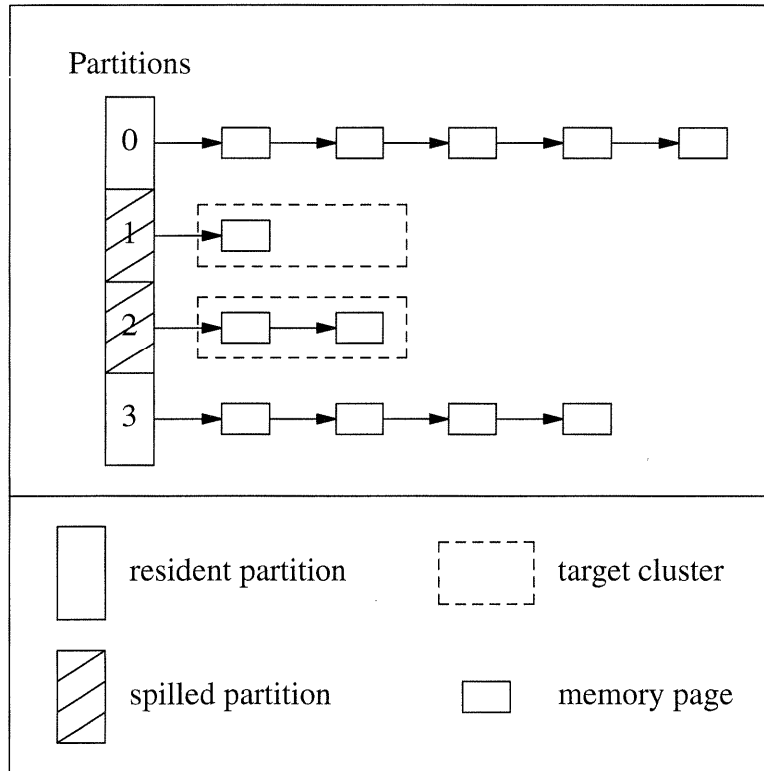 Partitions
0
1
2
3
resident partition
target cluster
spilled partition
memory page